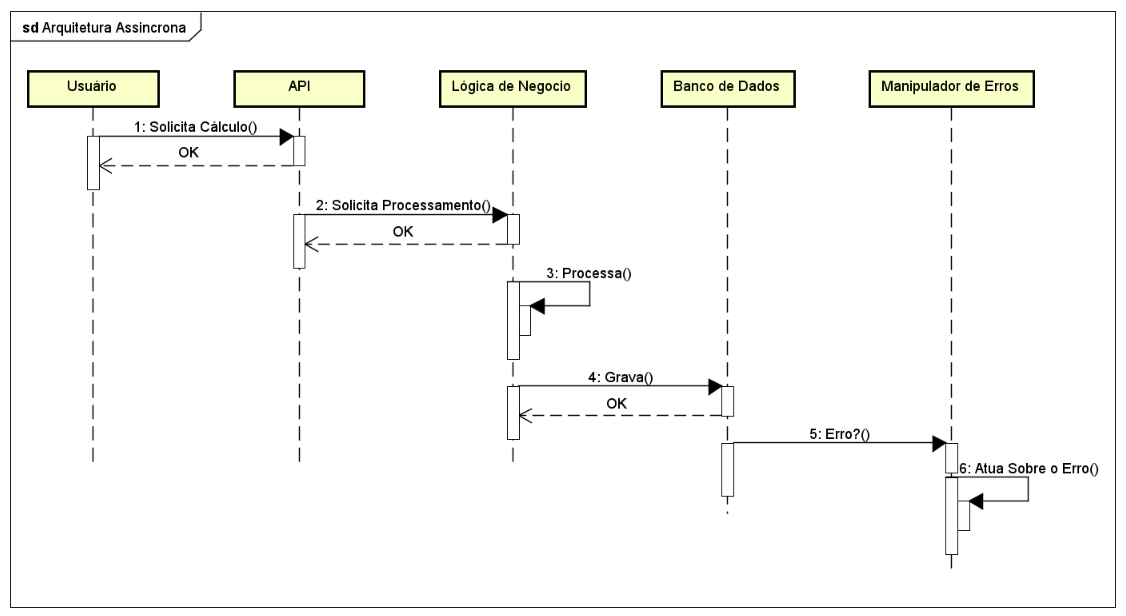 sd Arquitetura Assincrona
Usuário
API
Lógica de Negocio
Banco de Dados
Manipulador de Erros
1: Solicita Cálculo()
OK
2: Solicita Processamento()
OK
3: Processa()
4: Grava()
OK
5: Erro?()
6: Atua Sobre o Erro()